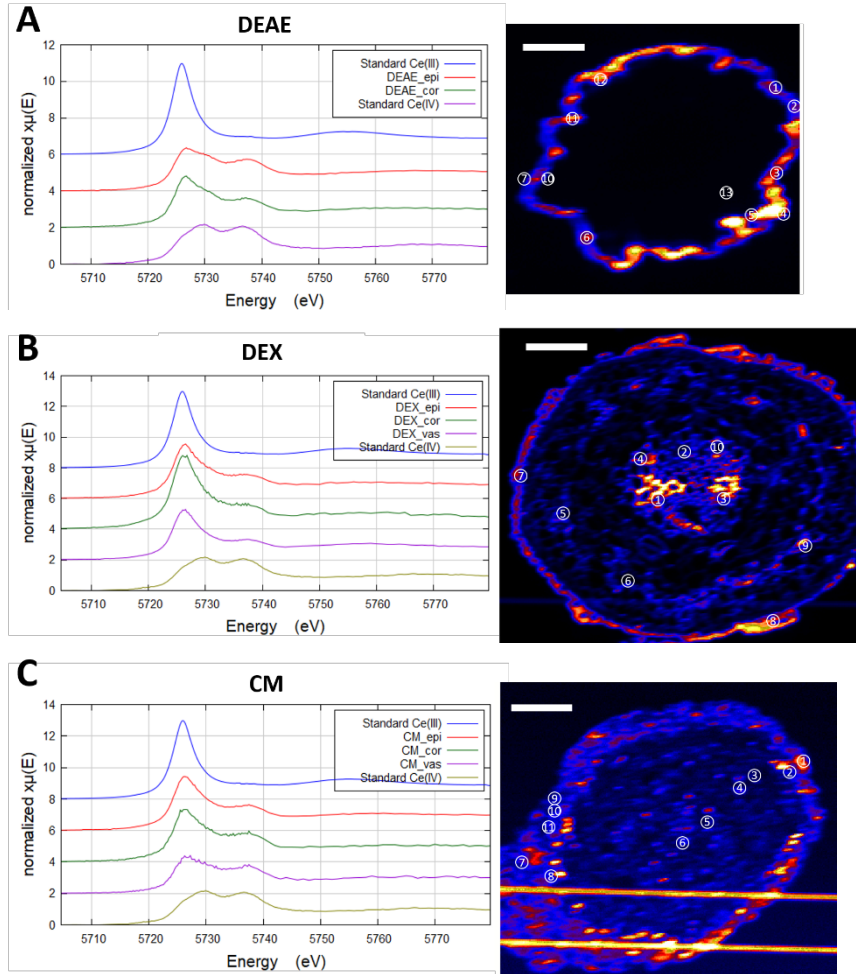 A
DEAE
normalized xμ(E)
12
10
8
6
4
2
0
Standard Ce(III)
DEAE_epi
DEAE_cor
Standard Ce(IV)
5710 5720 5730 5740 5750 5760 5770
Energy (eV)
1
2
3
4
5
6
7
10
11
12
13
B
DEX
normalized xμ(E)
14
12
10
8
6
4
2
0
Standard Ce(III)
DEX_epi
DEX_cor
DEX_vas
Standard Ce(IV)
5710 5720 5730 5740 5750 5760 5770
Energy (eV)
1
2
3
4
5
6
7
8
9
10
C
CM
normalized xμ(E)
14
12
10
8
6
4
2
0
Standard Ce(III)
CM_epi
CM_cor
CM_vas
Standard Ce(IV)
5710 5720 5730 5740 5750 5760 5770
Energy (eV)
1
2
3
4
5
6
7
8
9
10
11